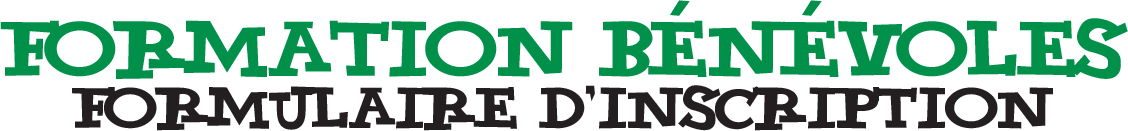 FORMATION BÉNÉVOLES
FORMULAIRE D'INSCRIPTION